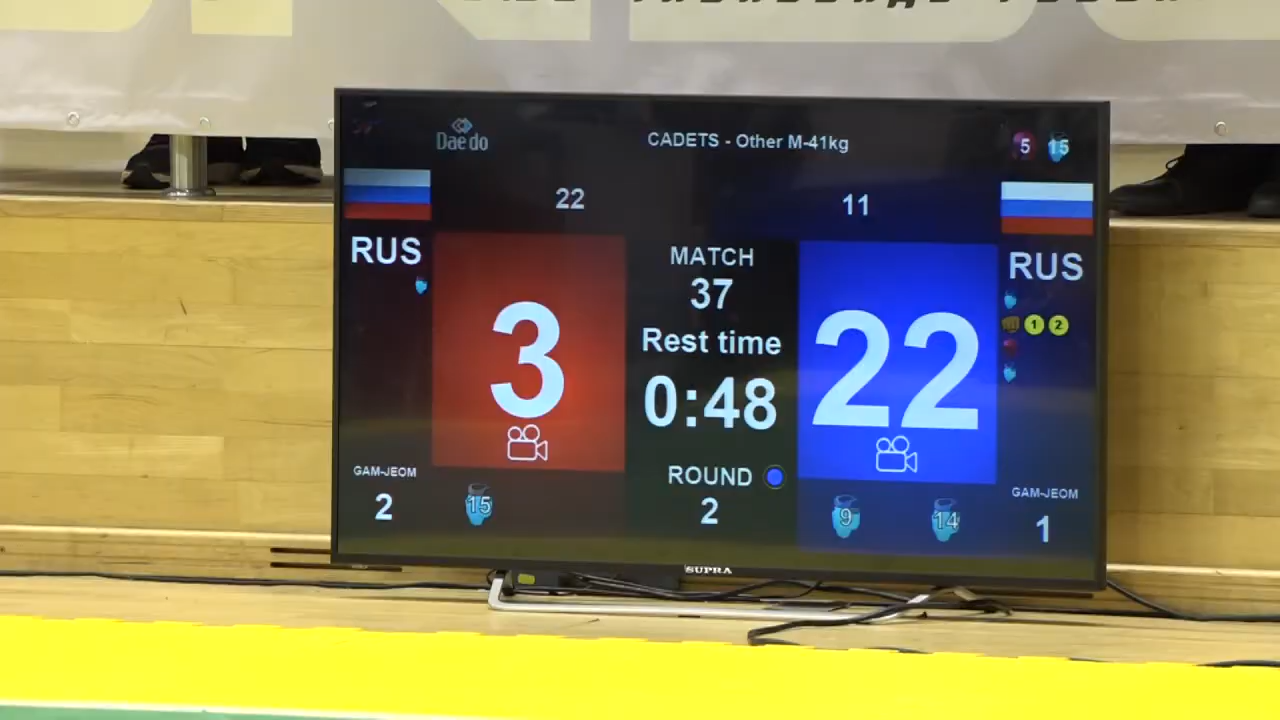 Daedo
CADETS - Other M-41kg
5 15
22
11
RUS
RUS
MATCH
37
Rest time
0:48
3
22
1 2
ROUND
2
GAM-JEOM
2
15
9
14
GAM-JEOM
1
SUPRA